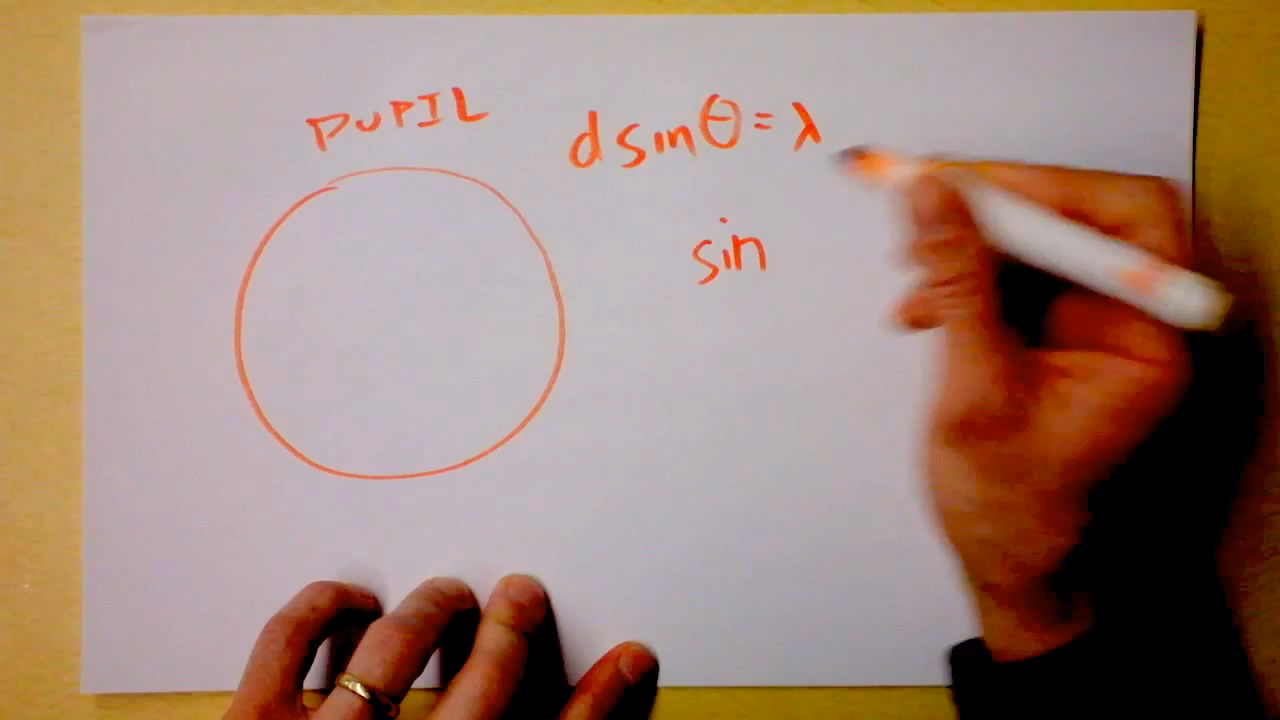 PUPIL
d sin θ = λ
sin